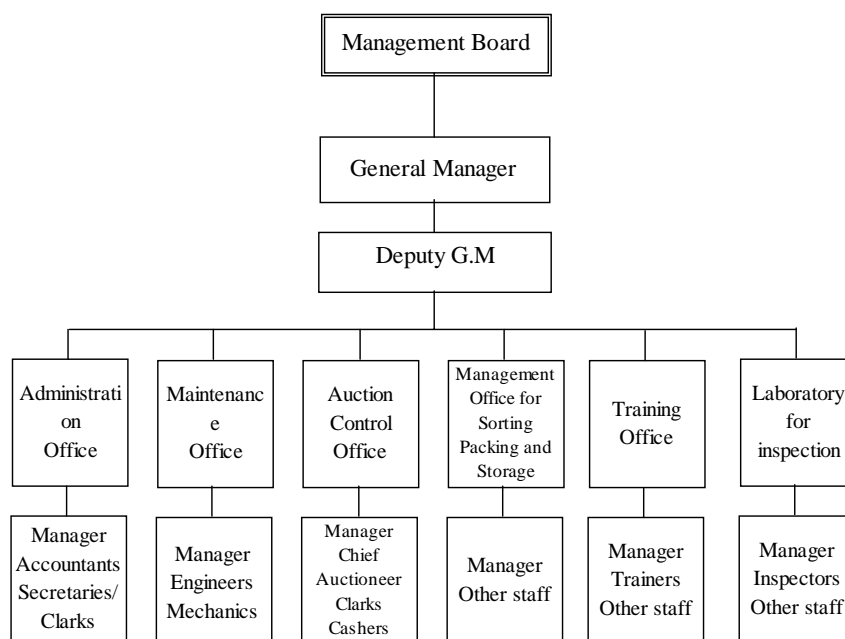 Management Board
General Manager
Deputy G.M
Administrati
on
Office
Maintenanc
e
Office
Auction
Control
Office
Management
Office for
Sorting
Packing and
Storage
Training
Office
Laboratory
for
inspection
Manager
Accountants
Secretaries/
Clarks
Manager
Engineers
Mechanics
Manager
Chief
Auctioneer
Clarks
Cashers
Manager
Other staff
Manager
Trainers
Other staff
Manager
Inspectors
Other staff